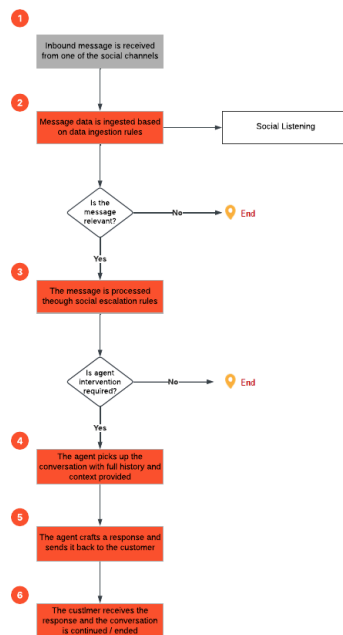 1
Inbound message is received
from one of the social channels
2
Message data is ingested based
on data ingestion rules
Social Listening
Is the
message
relevant?
No
End
Yes
3
The message is processed
theough social escalation rules
Is agent
intervention
required?
No
End
Yes
4
The agent picks up the
conversation with full history and
context provided
5
The agent crafts a response and
sends it back to the customer
6
The custimer receives the
response and the conversation
is continued / ended